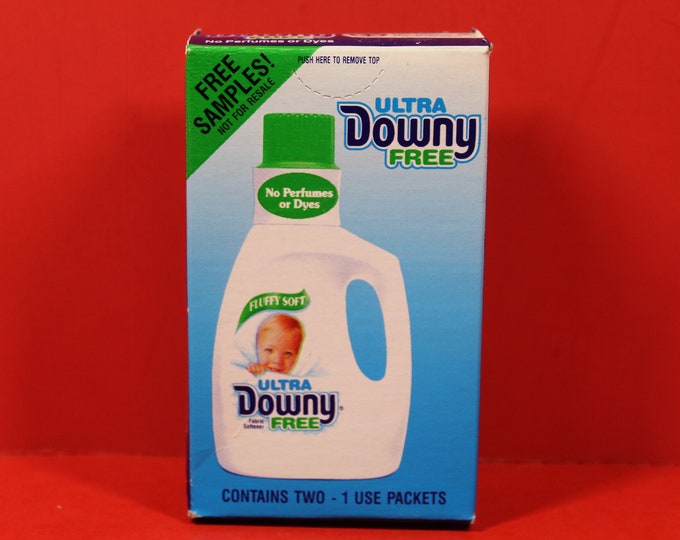 No Perfumes or Dyes
FREE
SAMPLES!
NOT FOR RESALE
PUSH HERE TO REMOVE TOP
ULTRA
Downy
FREE
No Perfumes
or Dyes
FLUFFY SOFT
ULTRA
Downy®
Fabric
Softener
FREE
CONTAINS TWO - 1 USE PACKETS